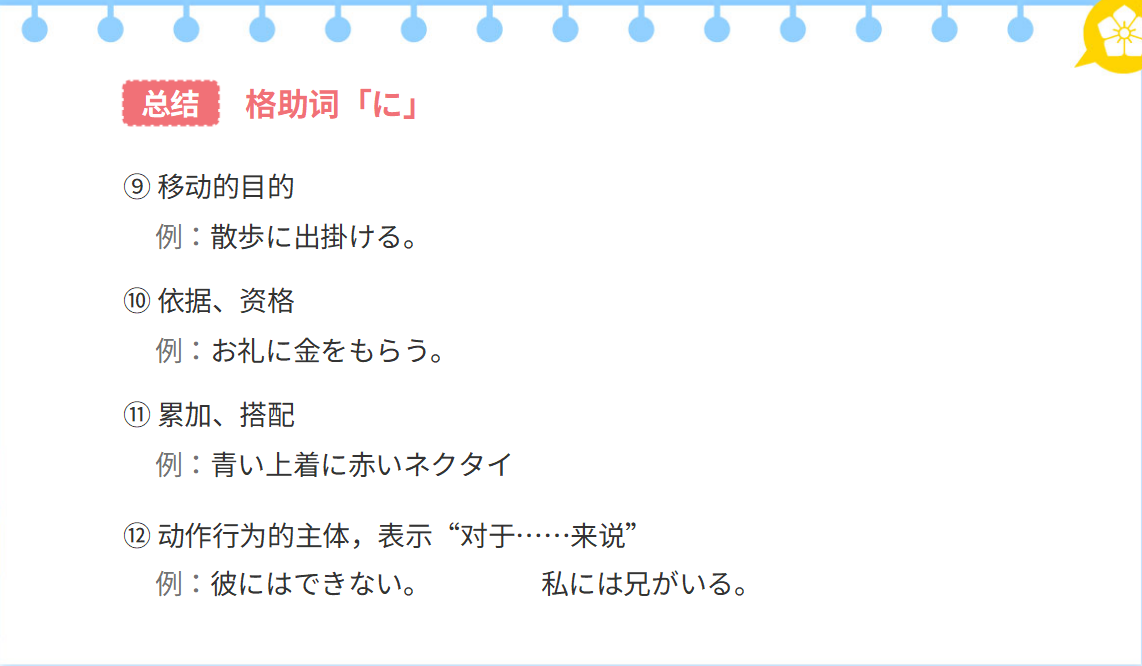 总结 格助词「に」
⑨ 移动的目的
例：散歩に出掛ける。
⑩ 依据、资格
例：お礼に金をもらう。
⑪ 累加、搭配
例：青い上着に赤いネクタイ
⑫ 动作行为的主体，表示“对于……来说”
例：彼にはできない。 私には兄がいる。